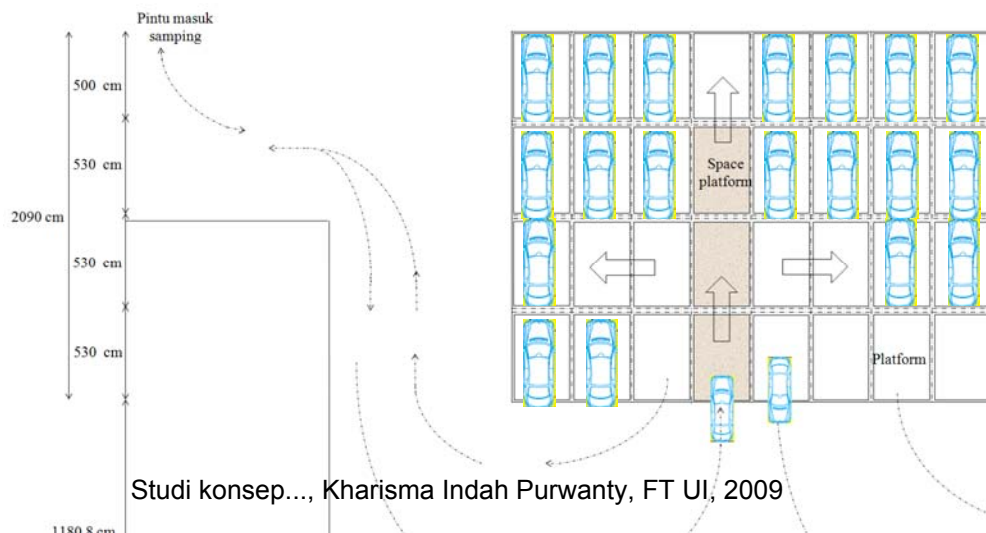 Pintu masuk
samping
500 cm
530 cm
2090 cm
530 cm
530 cm
1180,8 cm
Space
platform
Platform
Studi konsep..., Kharisma Indah Purwanty, FT UI, 2009